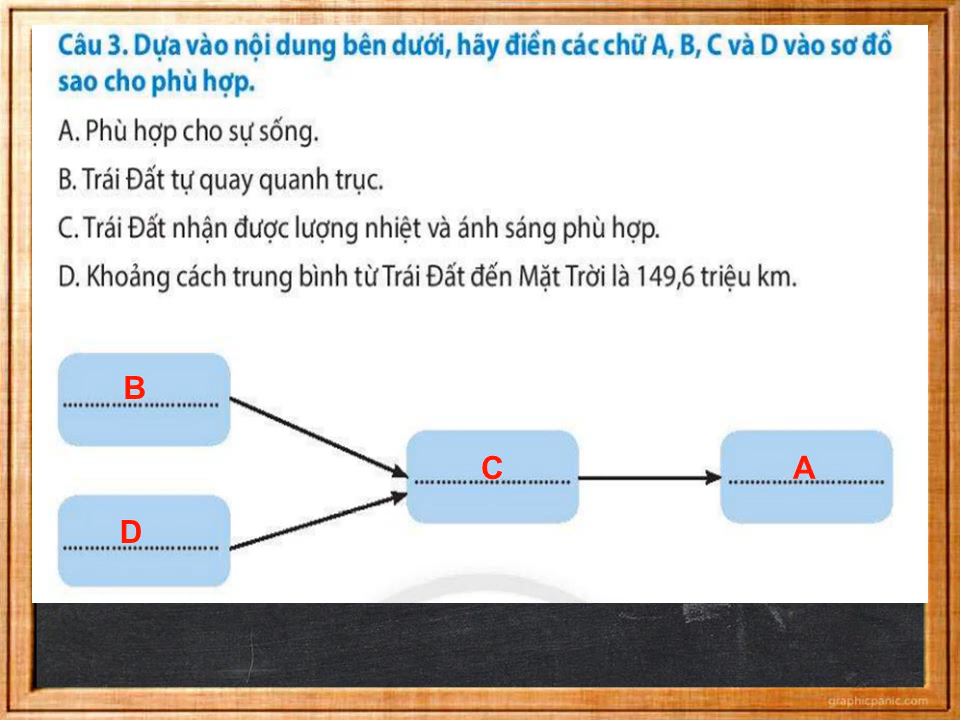 Câu 3. Dựa vào nội dung bên dưới, hãy điền các chữ A, B, C và D vào sơ đồ
sao cho phù hợp.
A. Phù hợp cho sự sống.
B. Trái Đất tự quay quanh trục.
C. Trái Đất nhận được lượng nhiệt và ánh sáng phù hợp.
D. Khoảng cách trung bình từ Trái Đất đến Mặt Trời là 149,6 triệu km.
B
C
A
D
graphicpanic.com